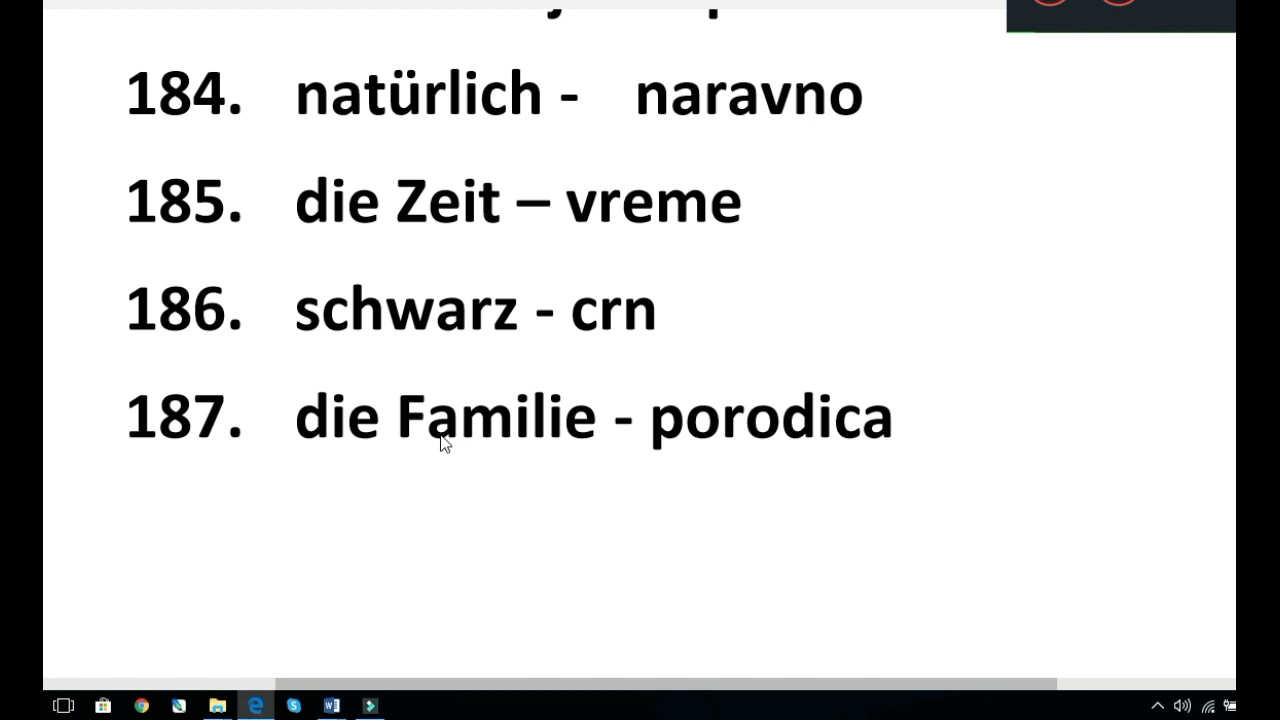 184. natürlich - naravno
185. die Zeit – vreme
186. schwarz - crn
187. die Familie - porodica